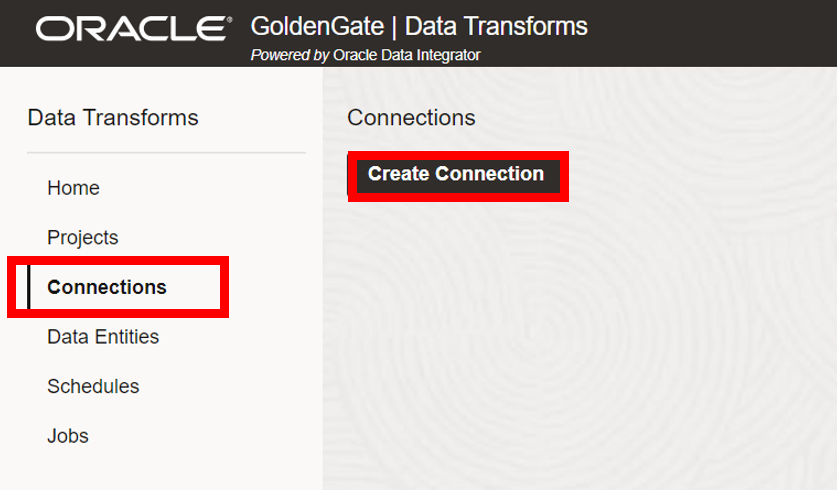 ORACLE® GoldenGate | Data Transforms
Powered by Oracle Data Integrator
Data Transforms
Home
Projects
Connections
Data Entities
Schedules
Jobs
Connections
Create Connection